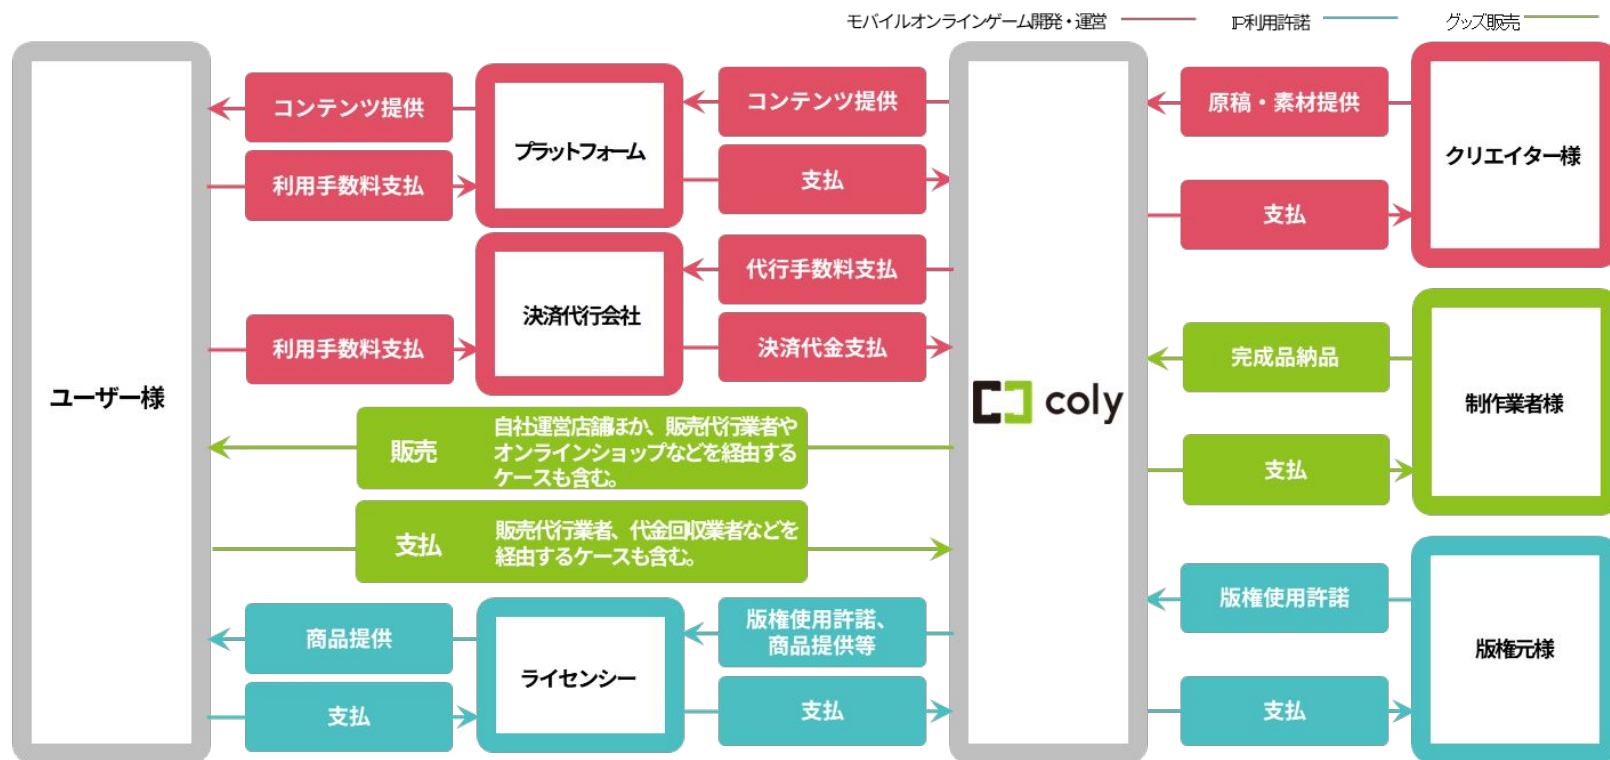 モバイルオンラインゲーム開発・運営
IP利用許諾
グッズ販売
ユーザー様
コンテンツ提供
利用手数料支払
プラットフォーム
コンテンツ提供
支払
原稿・素材提供
支払
クリエイター様
利用手数料支払
決済代行会社
代行手数料支払
決済代金支払
coly
完成品納品
支払
制作業者様
販売
自社運営店舗ほか、販売代行業者や
オンラインショップなどを経由する
ケースも含む。
支払
販売代行業者、代金回収業者などを
経由するケースも含む。
商品提供
支払
ライセンシー
版権使用許諾、
商品提供等
支払
版権使用許諾
支払
版権元様